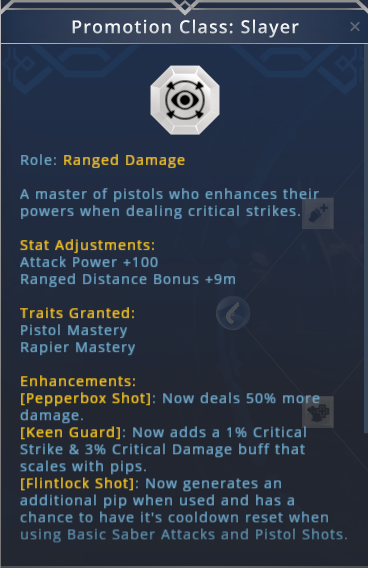 Promotion Class: Slayer
Role: Ranged Damage
A master of pistols who enhances their
powers when dealing critical strikes.
Stat Adjustments:
Attack Power +100
Ranged Distance Bonus +9m
Traits Granted:
Pistol Mastery
Rapier Mastery
Enhancements:
[Pepperbox Shot]: Now deals 50% more
damage.
[Keen Guard]: Now adds a 1% Critical
Strike & 3% Critical Damage buff that
scales with pips.
[Flintlock Shot]: Now generates an
additional pip when used and has a
chance to have it's cooldown reset when
using Basic Saber Attacks and Pistol Shots.